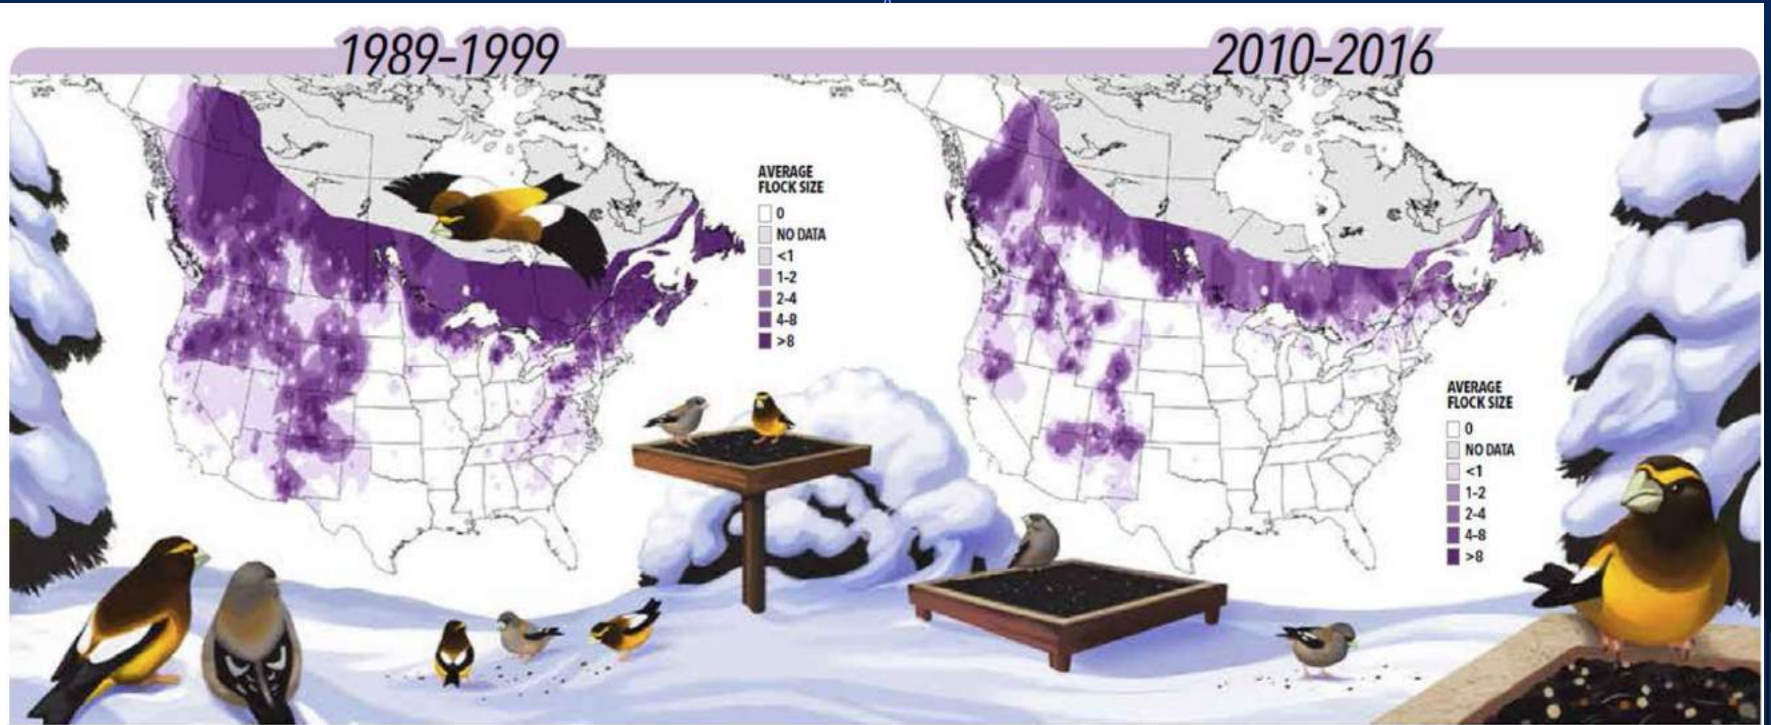 1989–1999
2010-2016
AVERAGE
FLOCK SIZE
0
NO DATA
<1
1-2
2-4
4-8
>8
AVERAGE
FLOCK SIZE
0
NO DATA
<1
1-2
2-4
4-8
>8